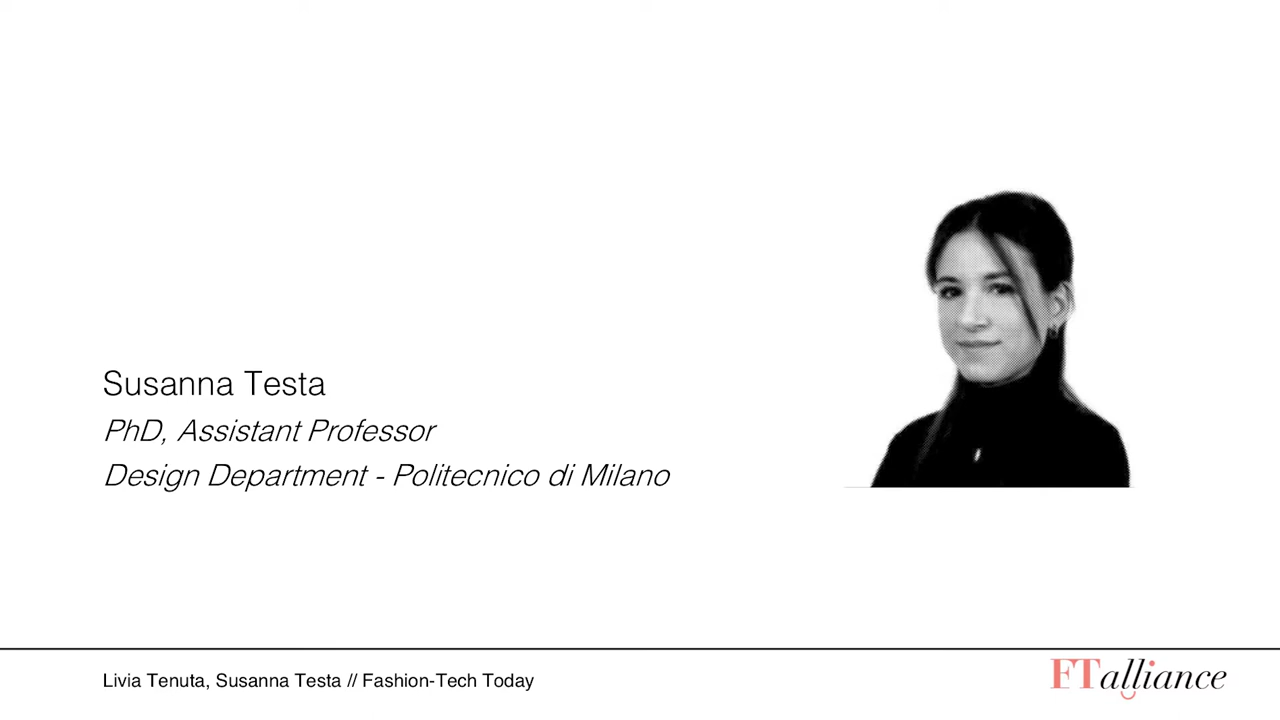 Susanna Testa
PhD, Assistant Professor
Design Department - Politecnico di Milano
Livia Tenuta, Susanna Testa // Fashion-Tech Today
FTalliance